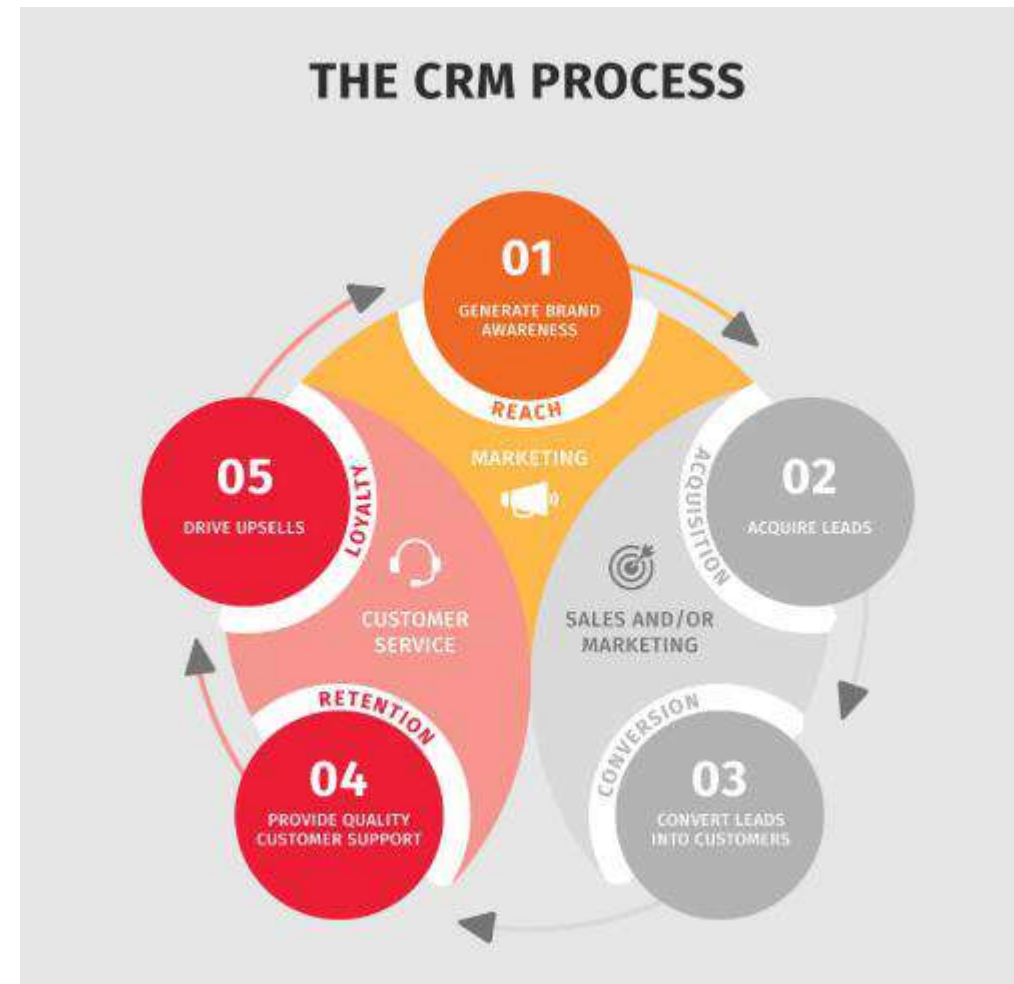 THE CRM PROCESS
01
GENERATE BRAND
AWARENESS
REACH
MARKETING
02
ACQUIRE LEADS
ACQUISITION
SALES AND/OR
MARKETING
03
CONVERT LEADS
INTO CUSTOMERS
CONVERSION
04
PROVIDE QUALITY
CUSTOMER SUPPORT
RETENTION
05
DRIVE UPSELLS
LOYALTY
CUSTOMER
SERVICE